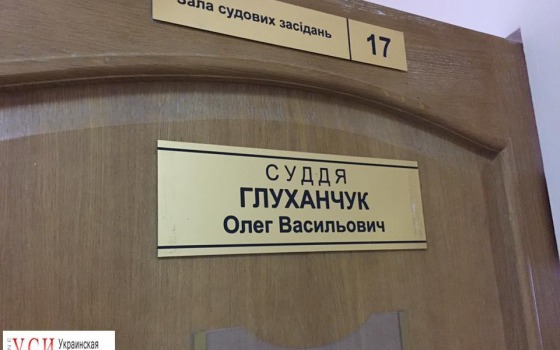 Зала судових засідань
17
СУДДЯ
ГЛУХАНЧУК
Олег Васильович
УСИ Украинская